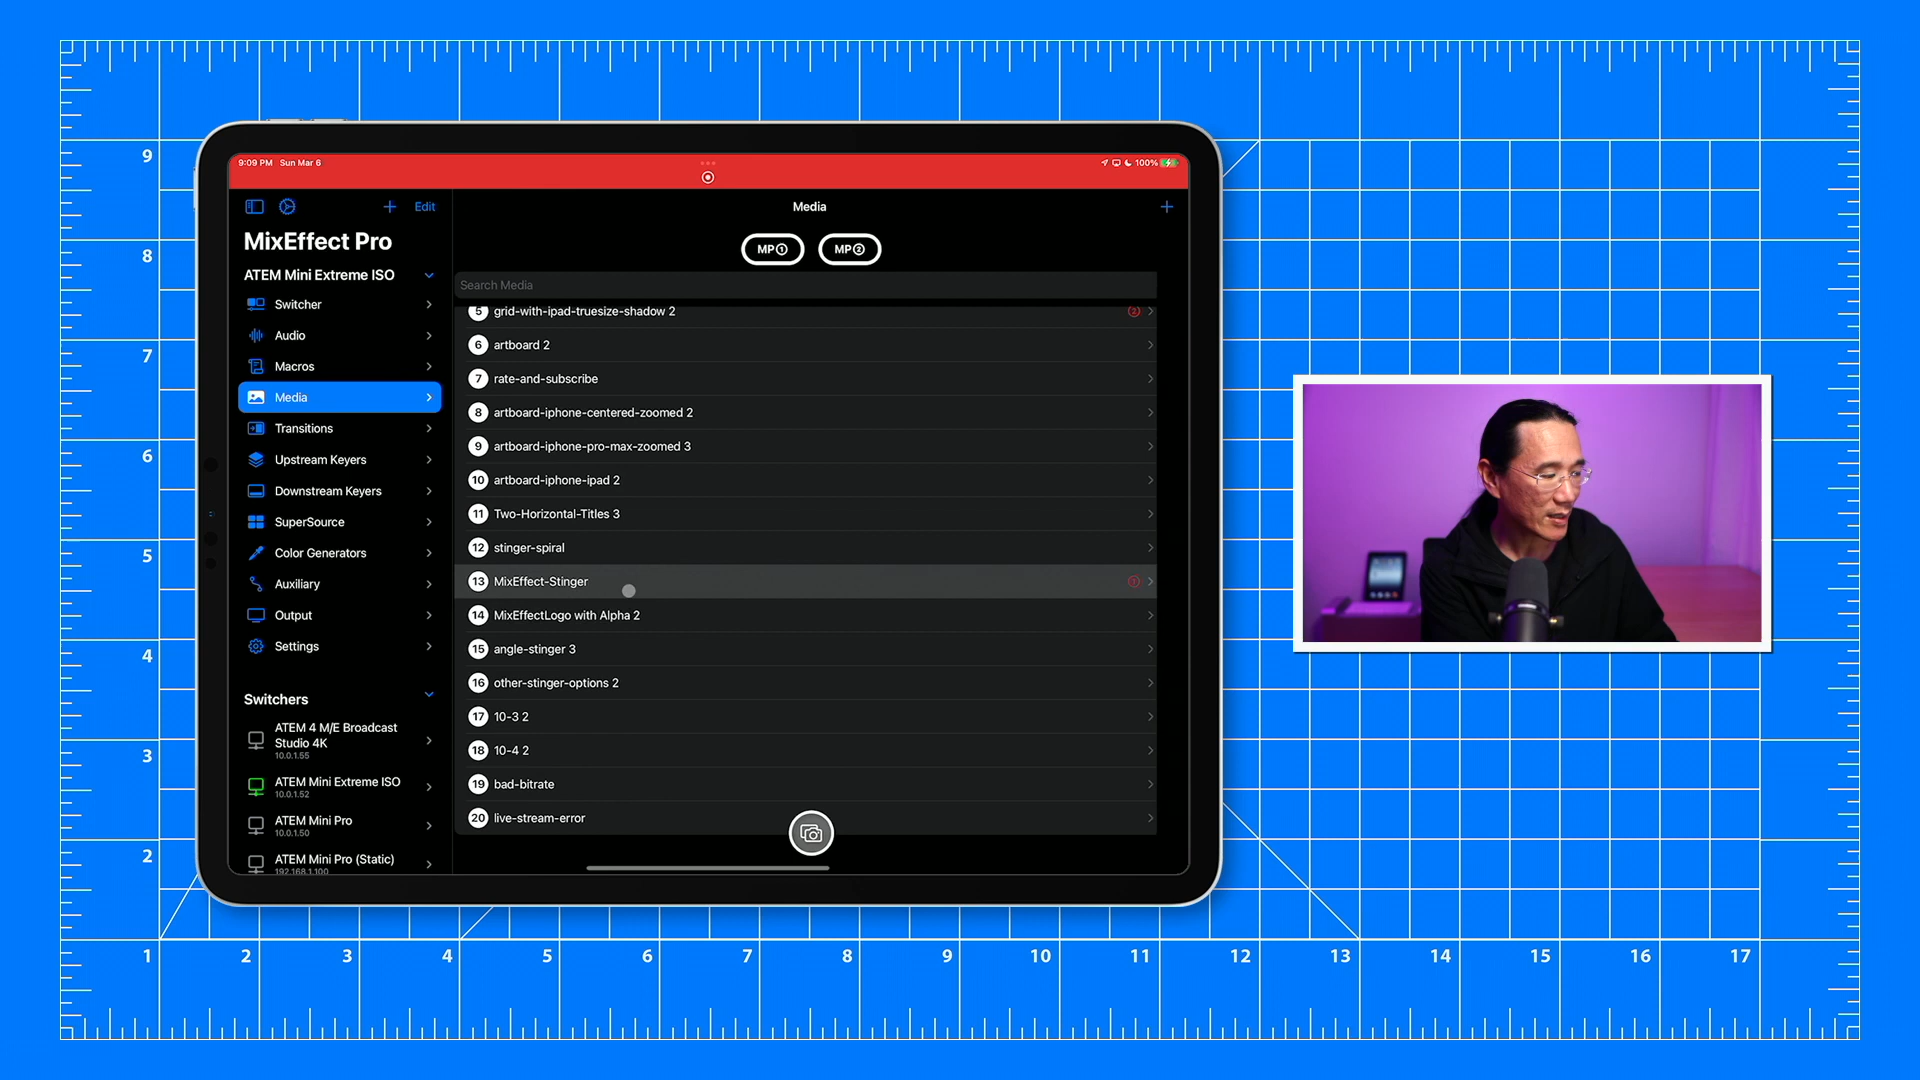 9:09 PM Sun Mar 6
100%
Edit
MixEffect Pro
ATEM Mini Extreme ISO
Switcher
Audio
Macros
Media
Transitions
Upstream Keyers
Downstream Keyers
SuperSource
Color Generators
Auxiliary
Output
Settings
Switchers
ATEM 4 M/E Broadcast
Studio 4K
10.0.1.55
ATEM Mini Extreme ISO
10.0.1.52
ATEM Mini Pro
10.0.1.50
ATEM Mini Pro (Static)
192.168.1.100
Media
MP1 MP2
Search Media
5 grid-with-ipad-truesize-shadow 2 2
6 artboard 2
7 rate-and-subscribe
8 artboard-iphone-centered-zoomed 2
9 artboard-iphone-pro-max-zoomed 3
10 artboard-iphone-ipad 2
11 Two-Horizontal-Titles 3
12 stinger-spiral
13 MixEffect-Stinger 1
14 MixEffectLogo with Alpha 2
15 angle-stinger 3
16 other-stinger-options 2
17 10-3 2
18 10-4 2
19 bad-bitrate
20 live-stream-error
9
8
7
6
5
4
3
2
1 2 3 4 5 6 7 8 9 10 11 12 13 14 15 16 17